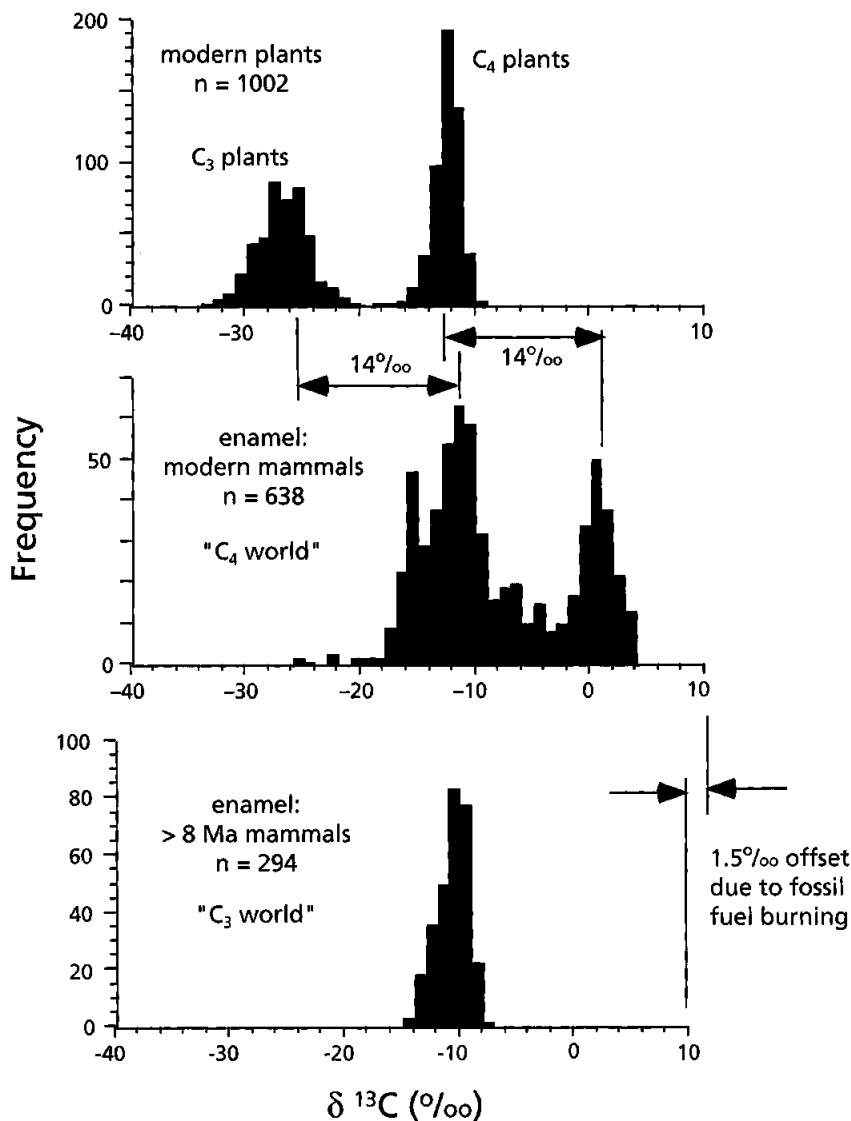 200
modern plants
n = 1002
C₄ plants
C₃ plants
100
0
–40
–30
10
14‰
14‰
Frequency
50
enamel:
modern mammals
n = 638
"C₄ world"
0
–40
–30
–20
–10
0
10
100
80
60
40
20
0
enamel:
> 8 Ma mammals
n = 294
"C₃ world"
1.5‰ offset
due to fossil
fuel burning
-40
-30
-20
-10
0
10
δ ¹³C (‰)